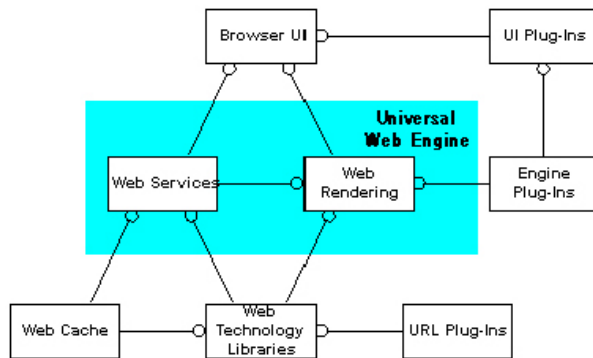 Browser UI
UI Plug-Ins
Universal
Web Engine
Web Services
Web
Rendering
Engine
Plug-Ins
Web Cache
Web
Technology
Libraries
URL Plug-Ins